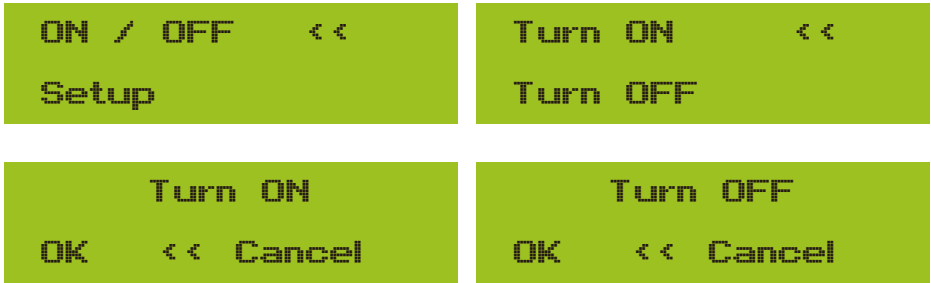 ON / OFF <<
Setup
Turn ON <<
Turn OFF
Turn ON
OK << Cancel
Turn OFF
OK << Cancel